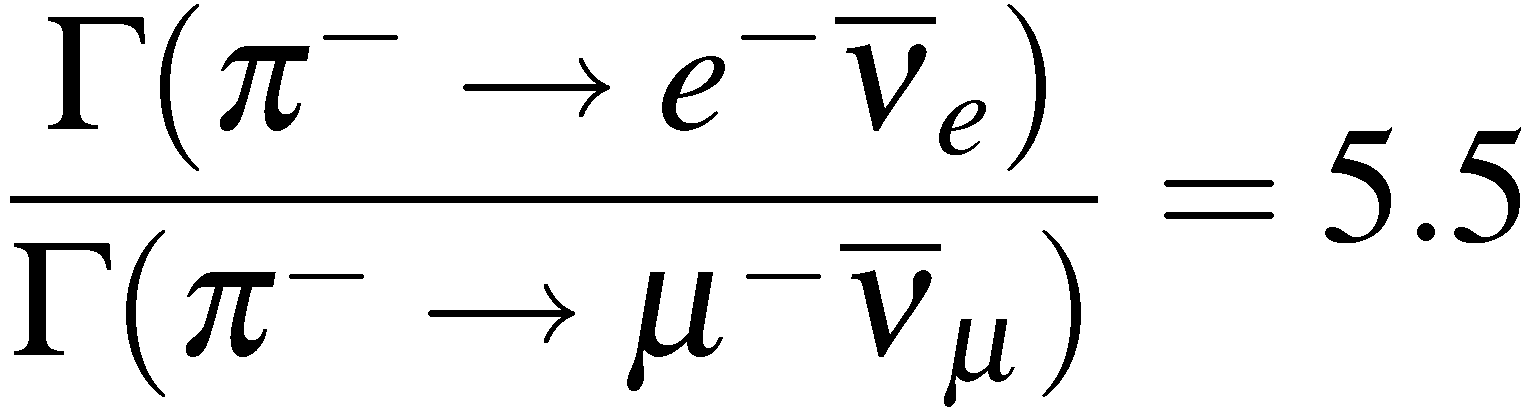 Γ(π⁻ → e⁻ν̅ₑ)
Γ(π⁻ → μ⁻ν̅_μ) = 5.5